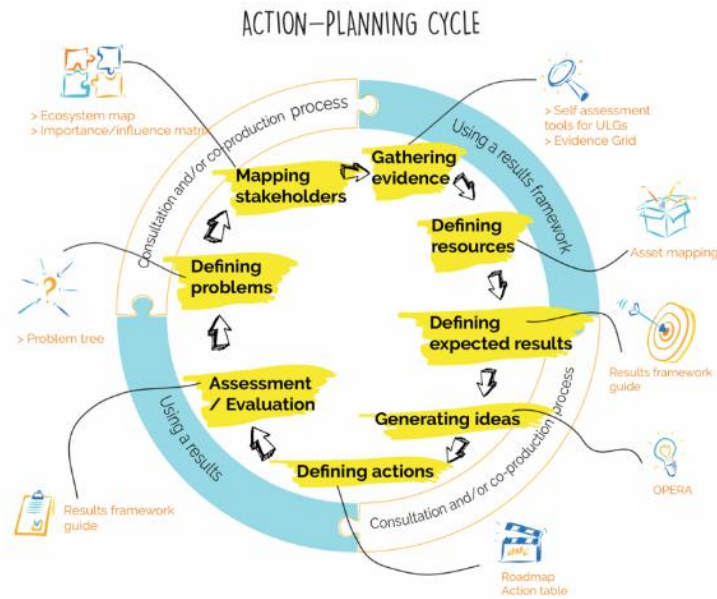 ACTION-PLANNING CYCLE
> Ecosystem map
> Importance/influence matrix
Consultation and/or co-production process
> Self assessment
tools for ULGs
> Evidence Grid
Using a results framework
Mapping
stakeholders
Gathering
evidence
Defining
resources
Asset mapping
Defining
problems
> Problem tree
Defining
expected results
Results framework
guide
Assessment
/ Evaluation
Generating ideas
OPERA
Defining actions
Using a results
Consultation and/or co-production process
Results framework
guide
Roadmap
Action table